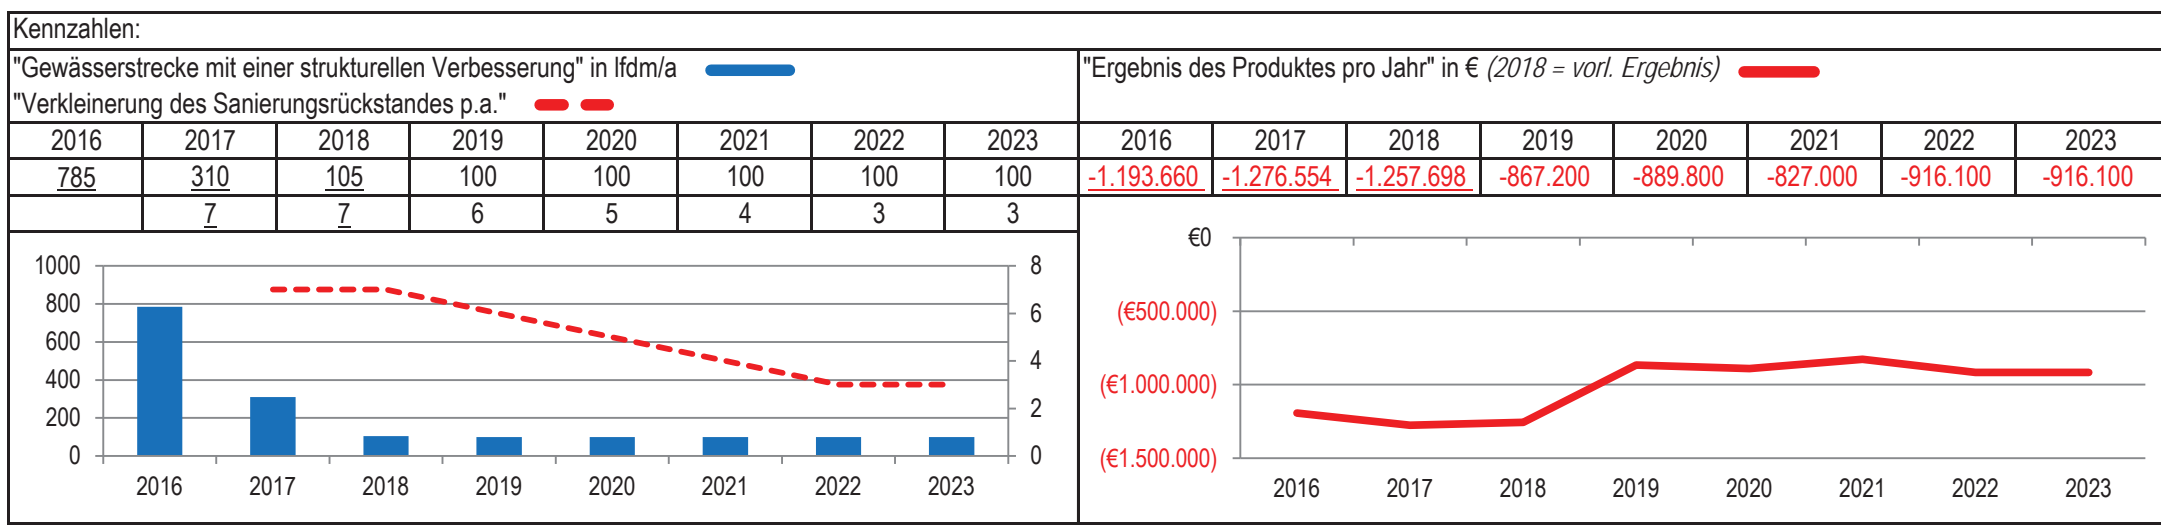 Kennzahlen:
"Gewässerstrecke mit einer strukturellen Verbesserung" in lfdm/a
"Verkleinerung des Sanierungsrückstandes p.a."
2016 2017 2018 2019 2020 2021 2022 2023
785 310 105 100 100 100 100 100
7 7 6 5 4 3 3
1000
800
600
400
200
0
8
6
4
2
0
2016 2017 2018 2019 2020 2021 2022 2023
"Ergebnis des Produktes pro Jahr" in € (2018 = vorl. Ergebnis)
2016 2017 2018 2019 2020 2021 2022 2023
-1.193.660 -1.276.554 -1.257.698 -867.200 -889.800 -827.000 -916.100 -916.100
€0
(€500.000)
(€1.000.000)
(€1.500.000)
2016 2017 2018 2019 2020 2021 2022 2023